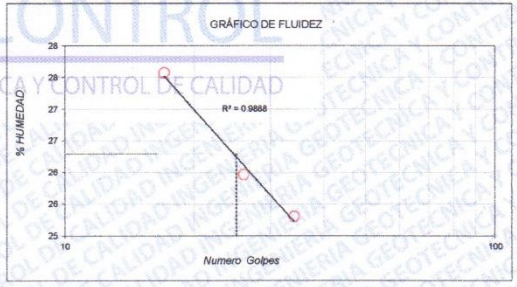 CONTROL
GRÁFICO DE FLUIDEZ
CA Y CONTROL DE CALIDAD
% HUMEDAD
28
28
27
27
26
26
25
R² = 0.9888
10
100
Numero Golpes